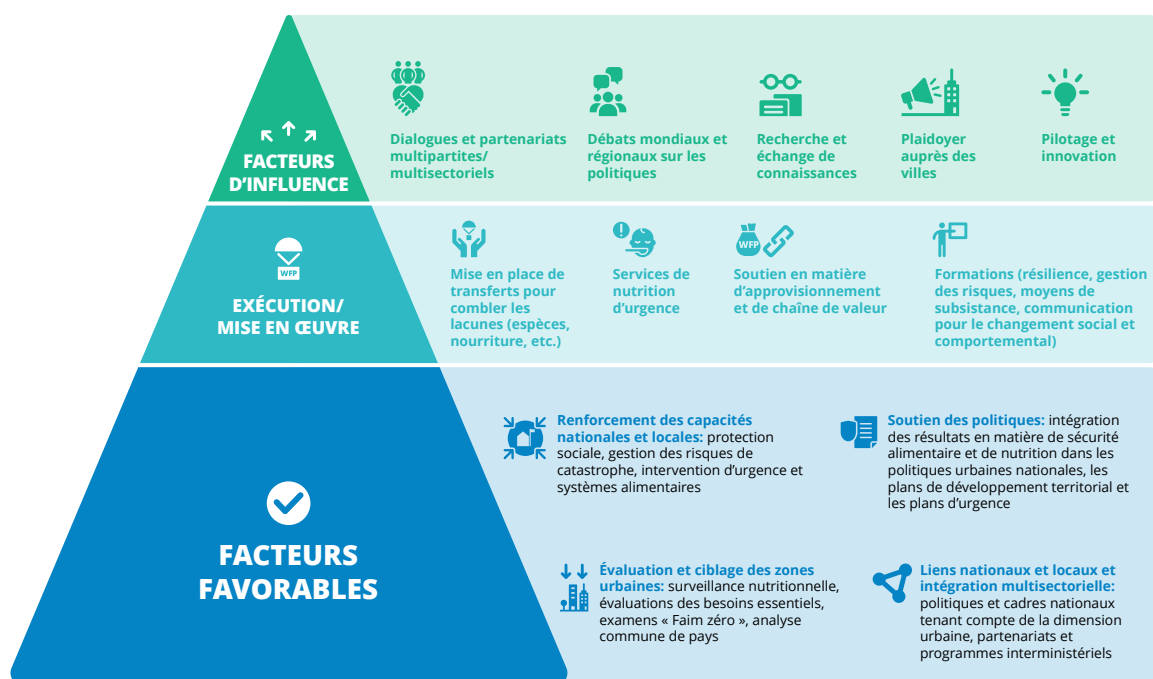 FACTEURS
D'INFLUENCE
Dialogues et partenariats
multipartites/
multisectoriels
Débats mondiaux et
régionaux sur les
politiques
Recherche et
échange de
connaissances
Plaidoyer
auprès des
villes
Pilotage et
innovation
WFP
EXÉCUTION/
MISE EN ŒUVRE
Mise en place de
transferts pour
combler les
lacunes (espèces,
nourriture, etc.)
Services de
nutrition
d'urgence
WFP
Soutien en matière
d'approvisionnement
et de chaîne de valeur
Formations (résilience, gestion
des risques, moyens de
subsistance, communication
pour le changement social et
comportemental)
FACTEURS
FAVORABLES
Renforcement des capacités
nationales et locales: protection
sociale, gestion des risques de
catastrophe, intervention d'urgence et
systèmes alimentaires
Soutien des politiques: intégration
des résultats en matière de sécurité
alimentaire et de nutrition dans les
politiques urbaines nationales, les
plans de développement territorial et
les plans d'urgence
Évaluation et ciblage des zones
urbaines: surveillance nutritionnelle,
évaluations des besoins essentiels,
examens « Faim zéro », analyse
commune de pays
Liens nationaux et locaux et
intégration multisectorielle:
politiques et cadres nationaux
tenant compte de la dimension
urbaine, partenariats et
programmes interministériels